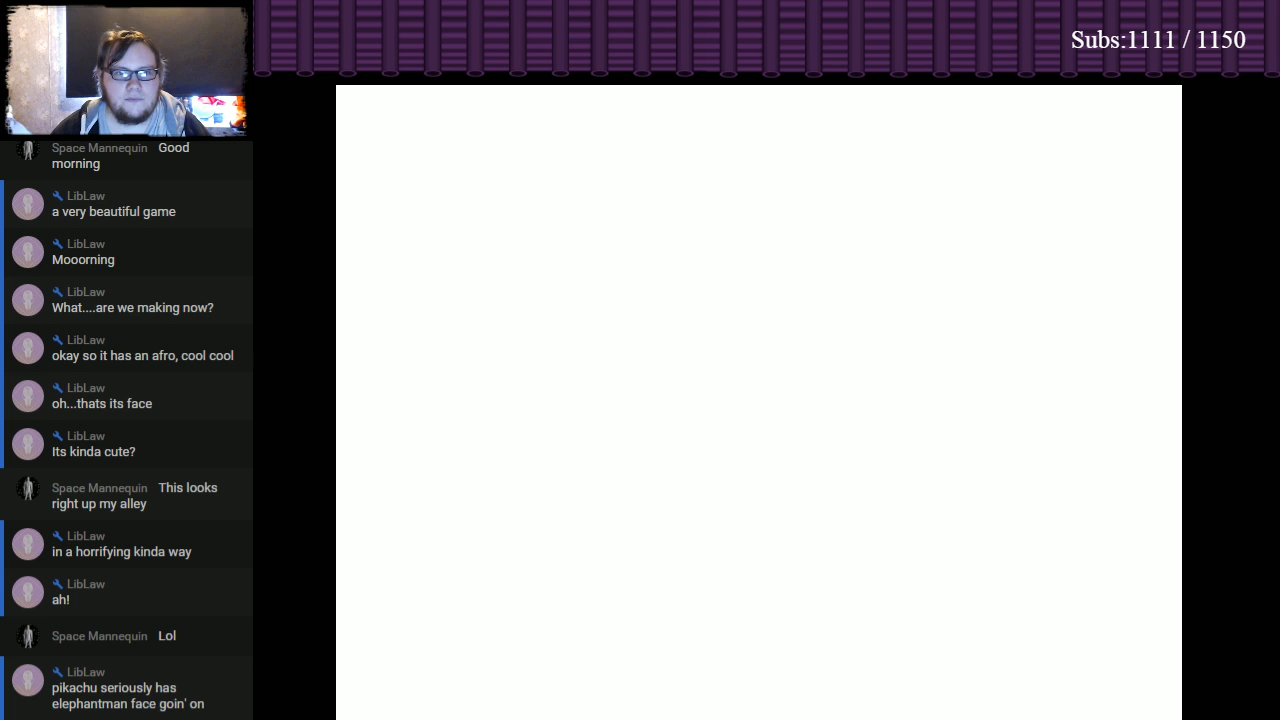 Subs:1111 / 1150
Space Mannequin Good
morning
LibLaw
a very beautiful game
LibLaw
Mooorning
LibLaw
What....are we making now?
LibLaw
okay so it has an afro, cool cool
LibLaw
oh...thats its face
LibLaw
Its kinda cute?
Space Mannequin This looks
right up my alley
LibLaw
in a horrifying kinda way
LibLaw
ah!
Space Mannequin Lol
LibLaw
pikachu seriously has
elephantman face goin' on